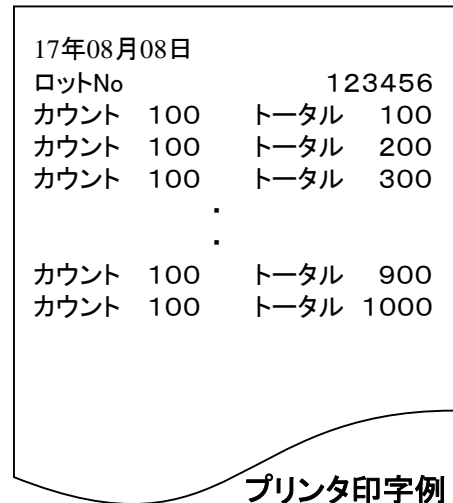 17年08月08日
ロットNo 123456
カウント 100 トータル 100
カウント 100 トータル 200
カウント 100 トータル 300
・
・
カウント 100 トータル 900
カウント 100 トータル 1000
プリンタ印字例